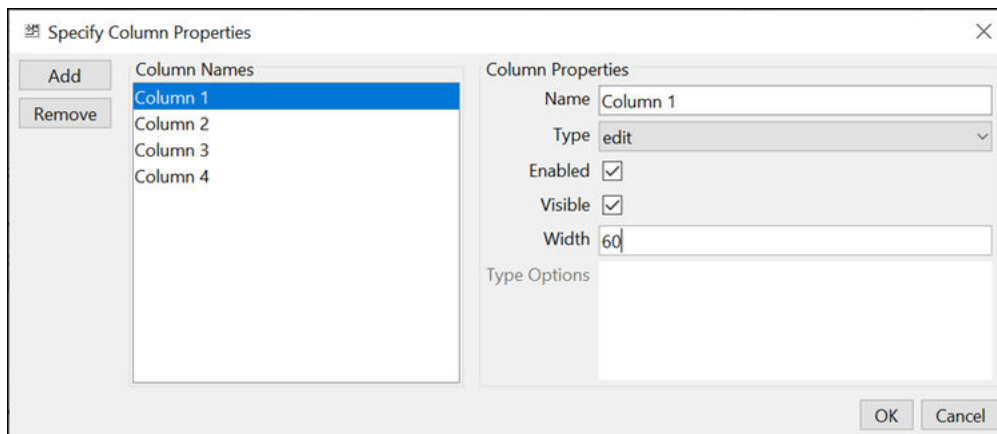 Specify Column Properties
Add
Remove
Column Names
Column 1
Column 2
Column 3
Column 4
Column Properties
Name Column 1
Type edit
Enabled
Visible
Width 60
Type Options
OK Cancel